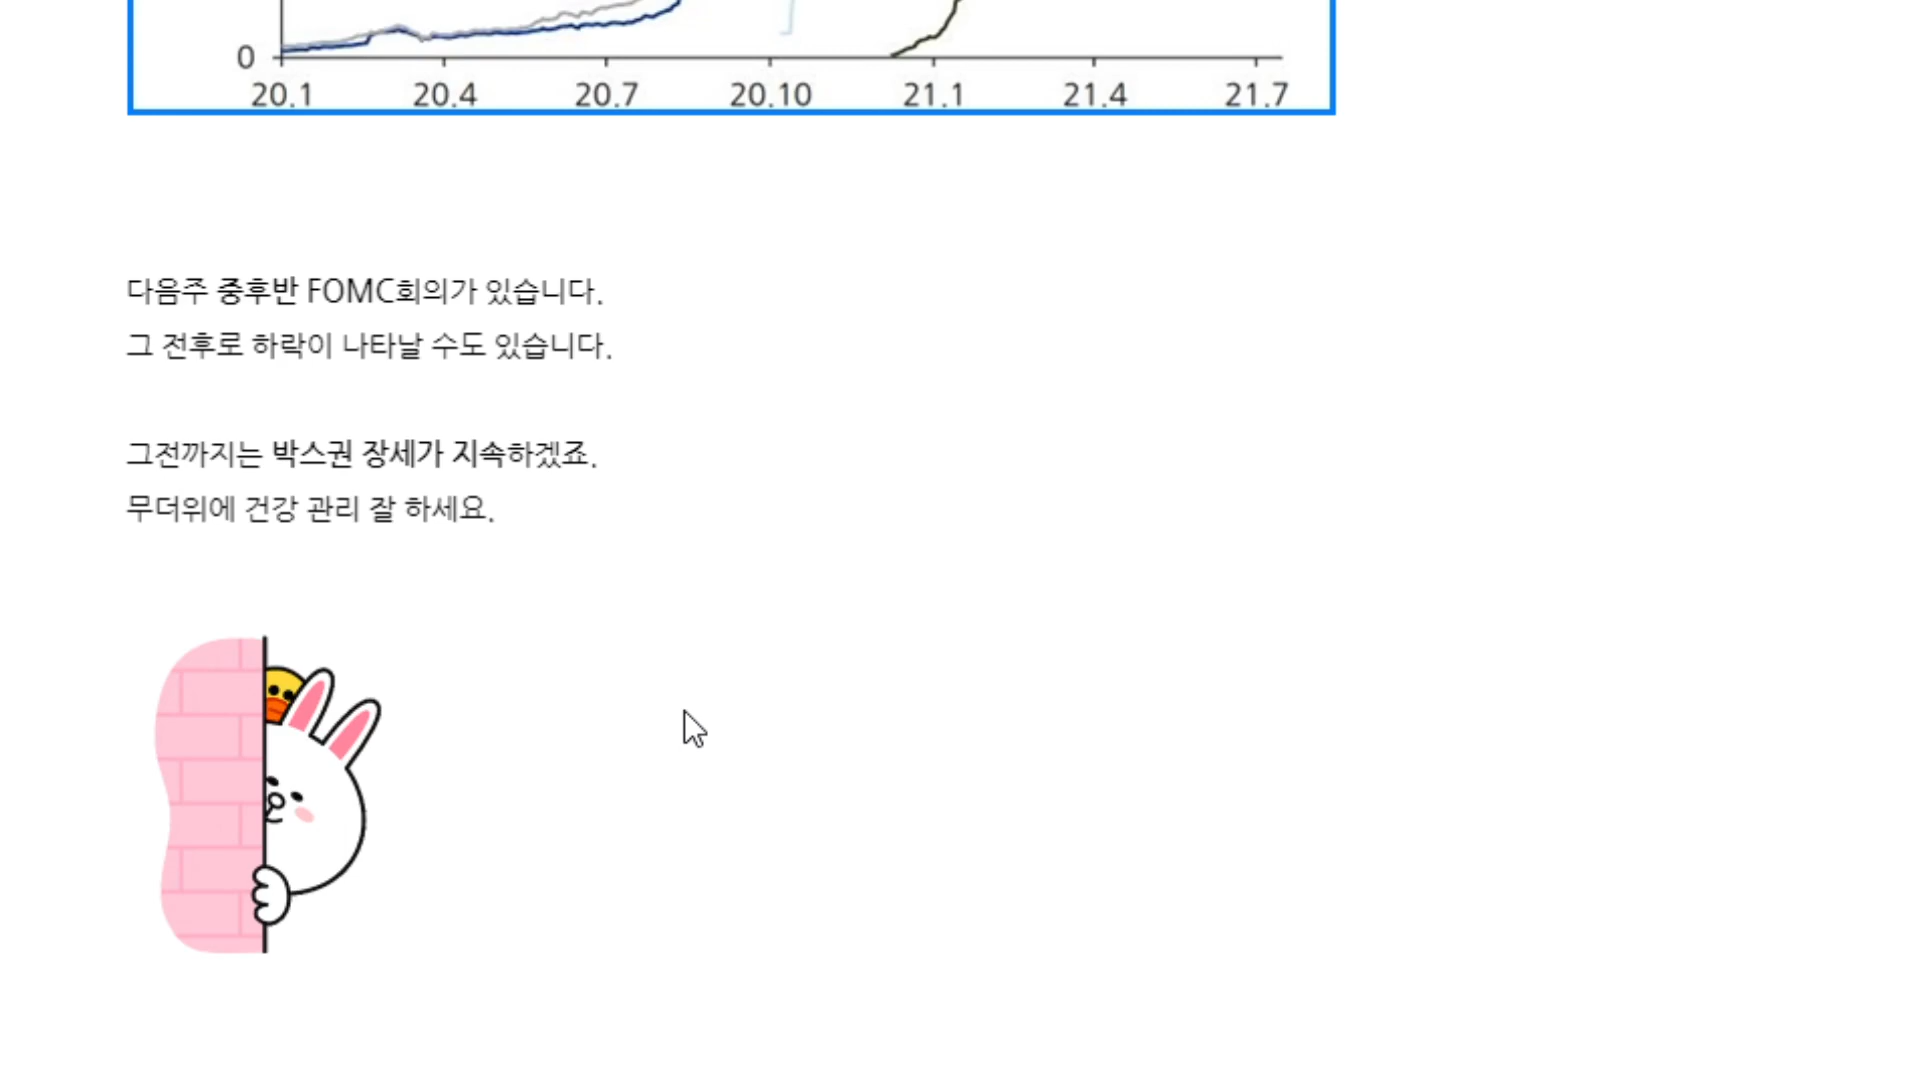 0
20.1 20.4 20.7 20.10 21.1 21.4 21.7
다음주 중후반 FOMC회의가 있습니다.
그 전후로 하락이 나타날 수도 있습니다.
그전까지는 박스권 장세가 지속하겠죠.
무더위에 건강 관리 잘 하세요.